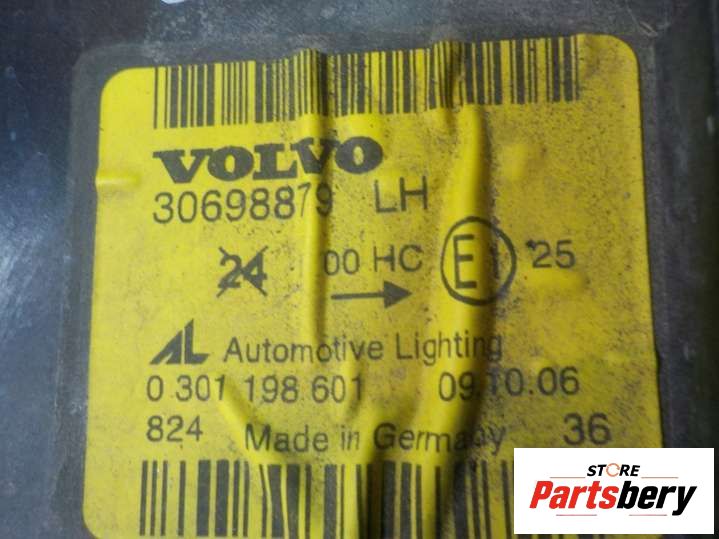 VOLVO
30698879 LH
24 00 HC E1 25
AL Automotive Lighting
0 301 198 601 09.10.06
824 Made in Germany 36
STORE
Partsbery